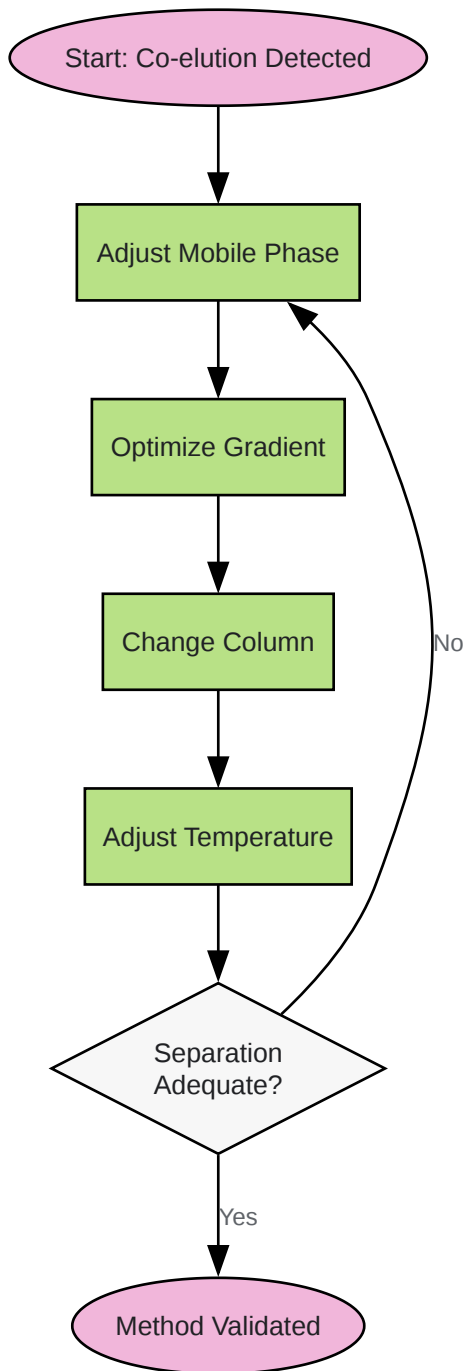 Start: Co-elution Detected
Adjust Mobile Phase
Optimize Gradient
Change Column
No
Adjust Temperature
Separation
Adequate?
Yes
Method Validated